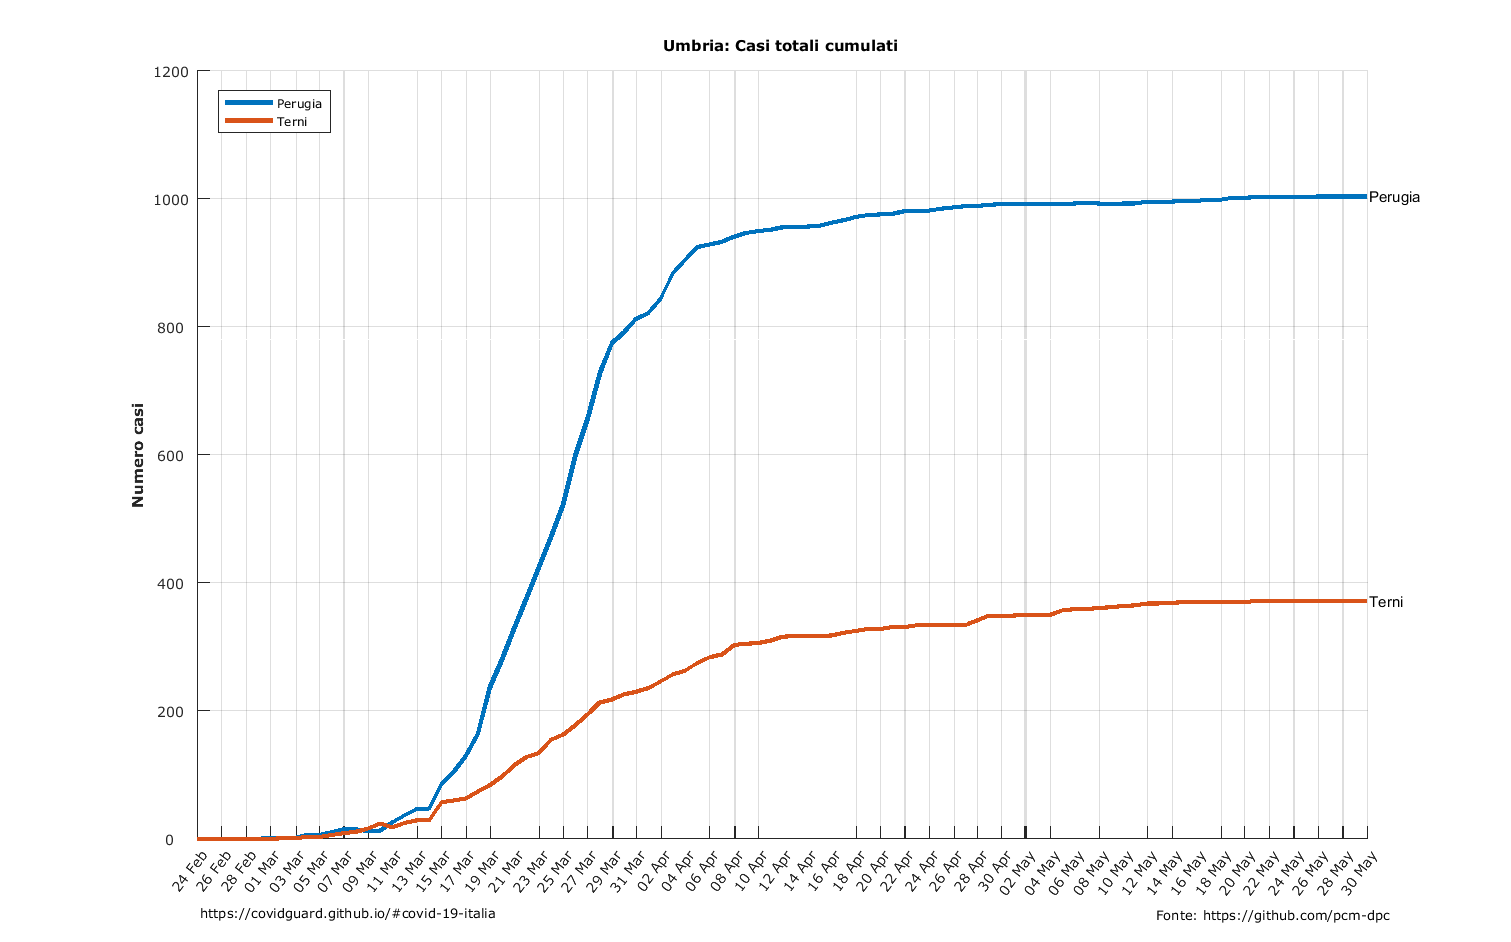 Umbria: Casi totali cumulati
Perugia
Terni
Numero casi
1200
1000
800
600
400
200
0
Perugia
Terni
24 Feb
26 Feb
28 Feb
01 Mar
03 Mar
05 Mar
07 Mar
09 Mar
11 Mar
13 Mar
15 Mar
17 Mar
19 Mar
21 Mar
23 Mar
25 Mar
27 Mar
29 Mar
31 Mar
02 Apr
04 Apr
06 Apr
08 Apr
10 Apr
12 Apr
14 Apr
16 Apr
18 Apr
20 Apr
22 Apr
24 Apr
26 Apr
28 Apr
30 Apr
02 May
04 May
06 May
08 May
10 May
12 May
14 May
16 May
18 May
20 May
22 May
24 May
26 May
28 May
30 May
https://covidguard.github.io/#covid-19-italia
Fonte: https://github.com/pcm-dpc